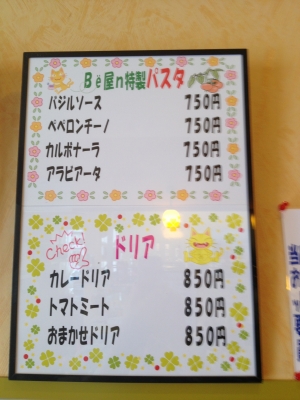 Bě屋n特製パスタ
バジルソース 750円
ペペロンチーノ 750円
カルボナーラ 750円
アラビアータ 750円
check
ドリア
カレードリア 850円
トマトミート 850円
おまかせドリア 850円